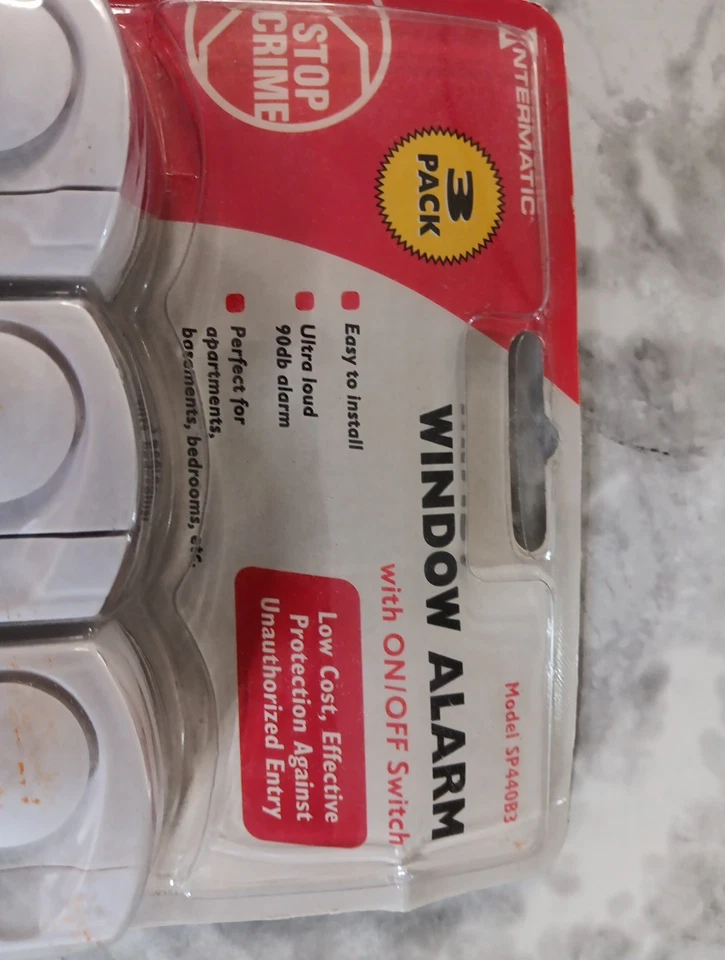 INTERMATIC
Model SP440B3
3
PACK
WINDOW ALARM
with ON/OFF Switch
STOP
CRIME
Easy to install
Ultra loud
90db alarm
Perfect for
apartments,
basements, bedrooms, etc.
Low Cost, Effective
Protection Against
Unauthorized Entry